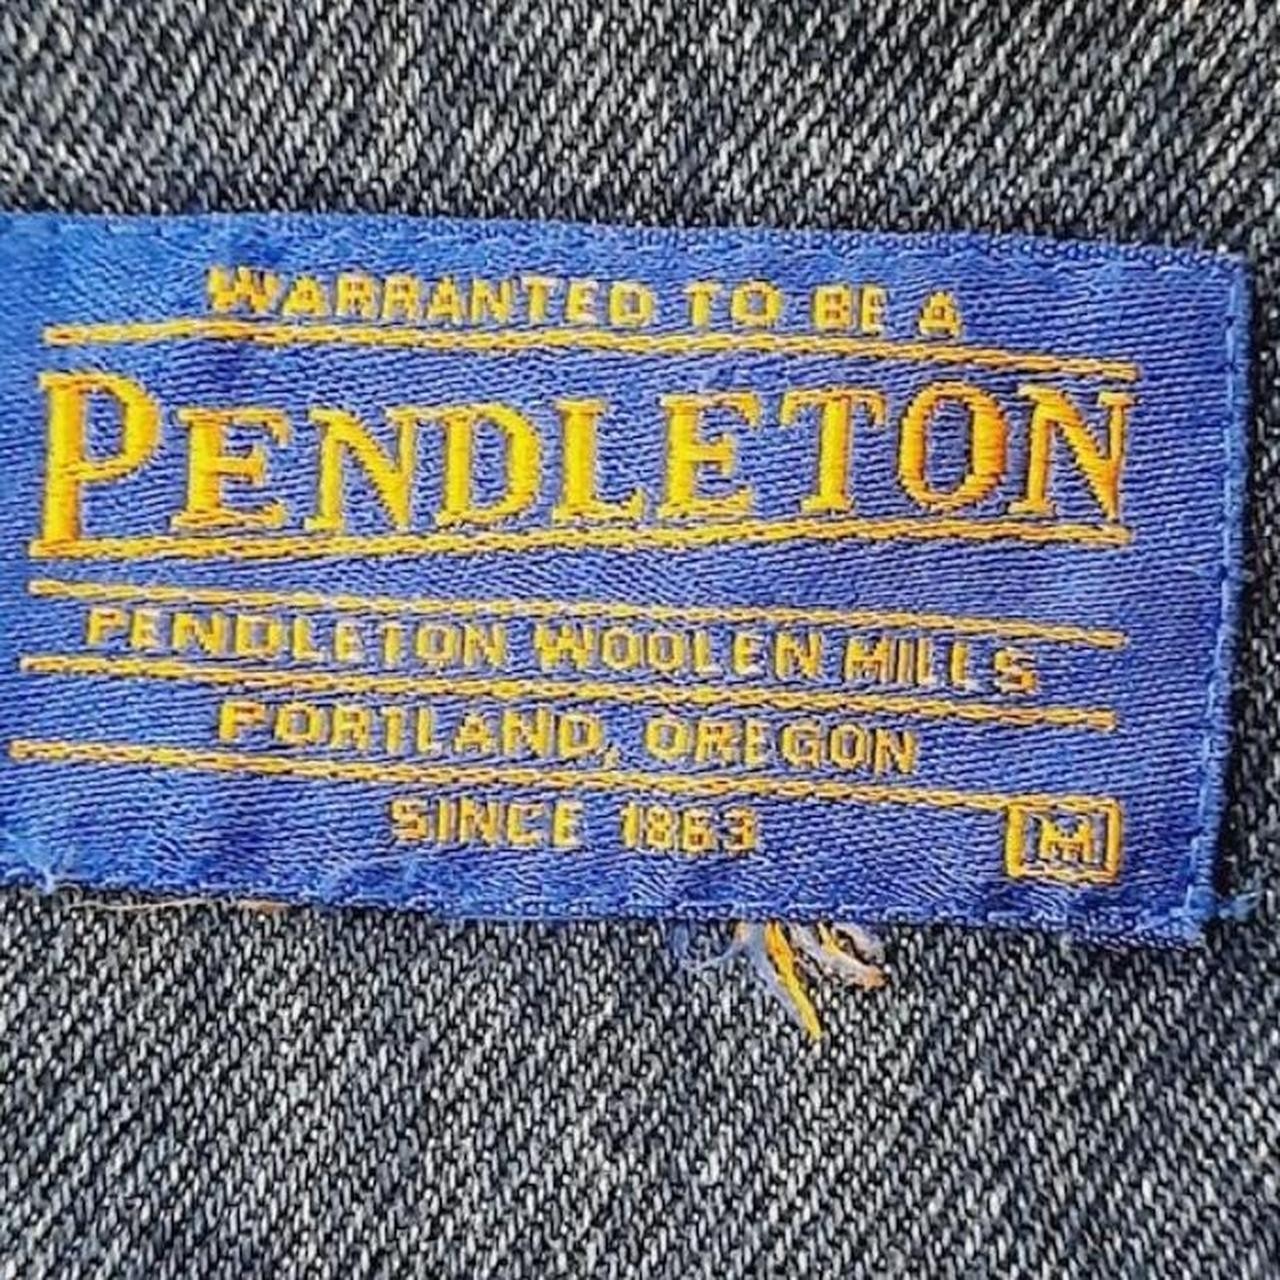 WARRANTED TO BE A
PENDLETON
PENDLETON WOOLEN MILLS
PORTLAND, OREGON
SINCE 1863
M